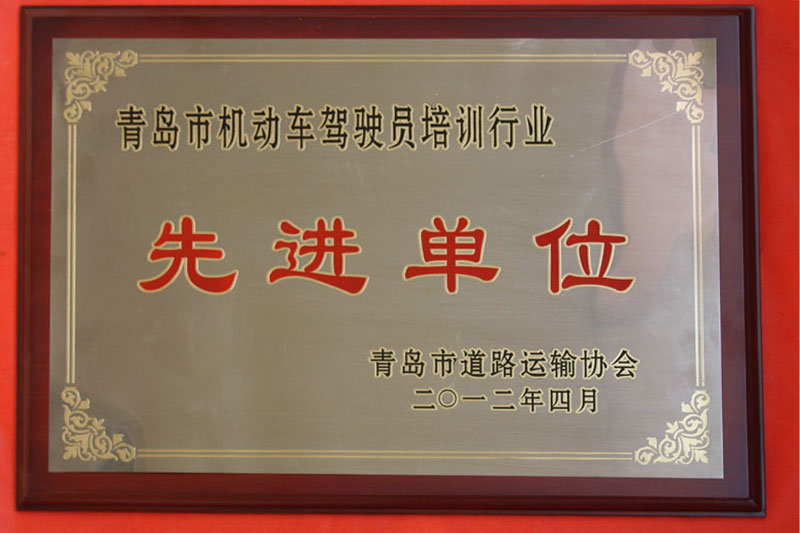 青岛市机动车驾驶员培训行业
先进单位
青岛市道路运输协会
二〇一二年四月